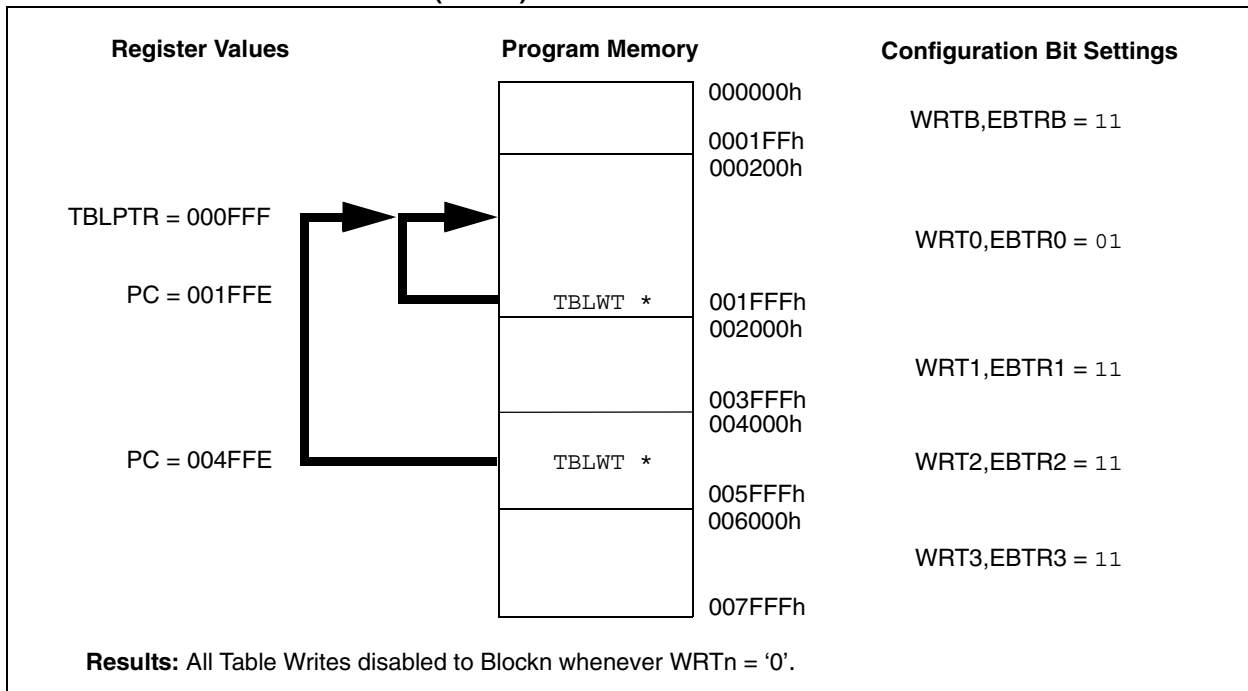 Register Values Program Memory Configuration Bit Settings
000000h
WRTB,EBTRB = 11
0001FFh
000200h
TBLPTR = 000FFF
WRT0,EBTR0 = 01
PC = 001FFE TBLWT * 001FFFh
002000h
WRT1,EBTR1 = 11
003FFFh
004000h
PC = 004FFE TBLWT * WRT2,EBTR2 = 11
005FFFh
006000h
WRT3,EBTR3 = 11
007FFFh
Results: All Table Writes disabled to Blockn whenever WRTn = ‘0’.